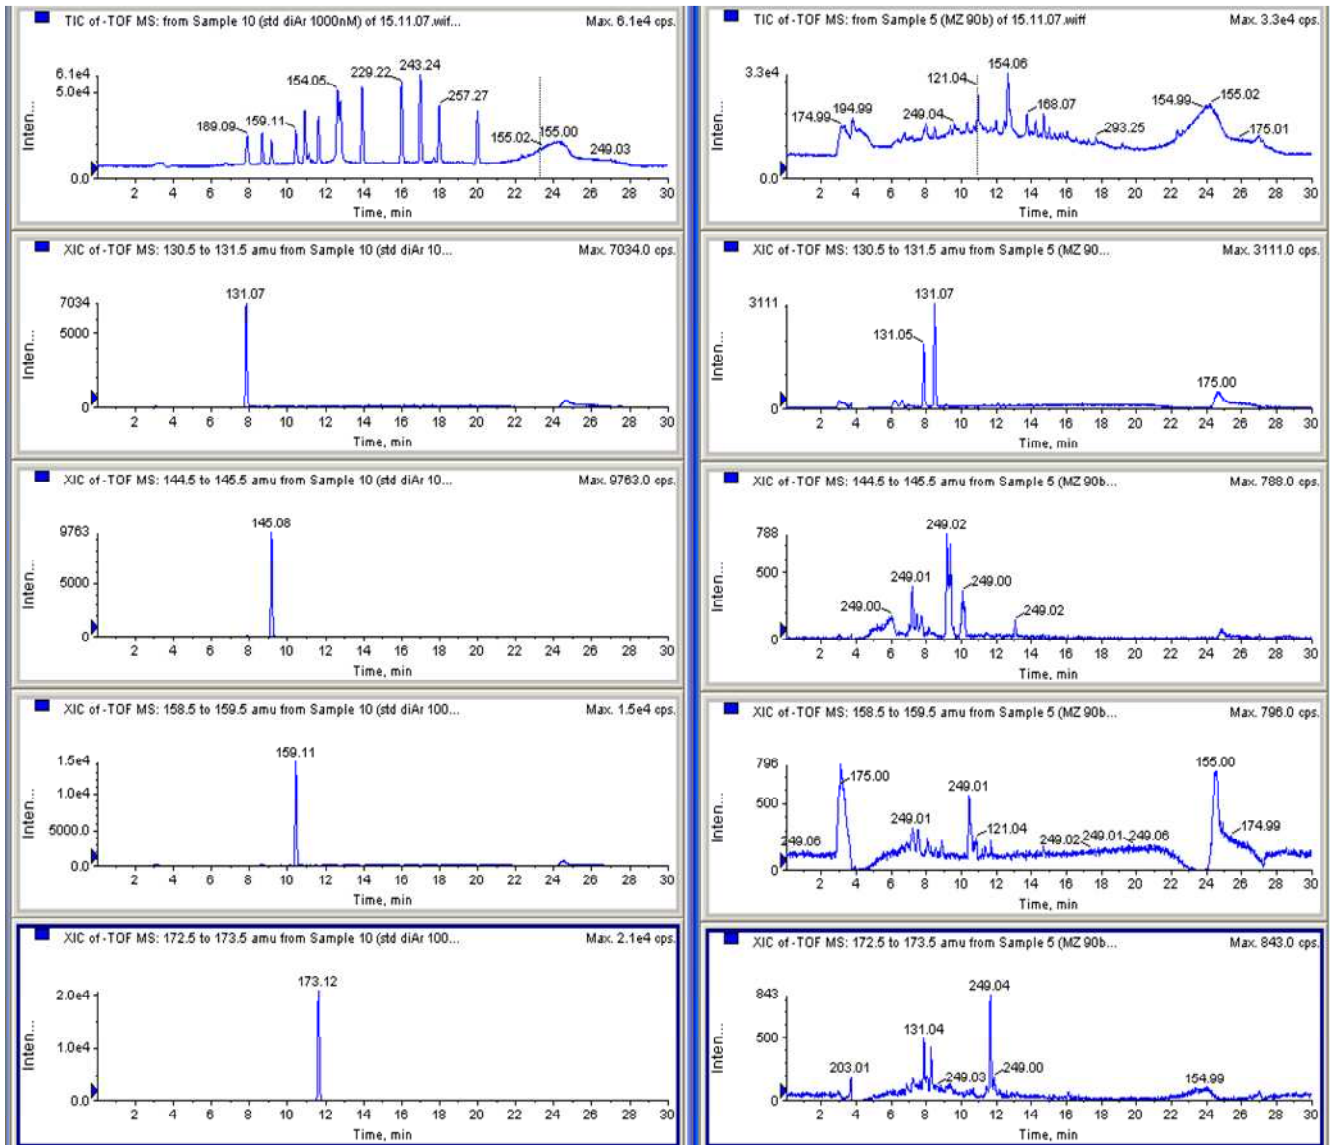 TIC of -TOF MS: from Sample 10 (std diAr 1000nM) of 15.11.07.wif... Max. 6.1e4 cps.
6.1e4
5.0e4
0.0
Inten...
189.09
159.11
154.05
229.22
243.24
257.27
155.02
155.00
249.03
2 4 6 8 10 12 14 16 18 20 22 24 26 28 30
Time, min
XIC of -TOF MS: 130.5 to 131.5 amu from Sample 10 (std diAr 10... Max. 7034.0 cps.
7034
5000
0
Inten...
131.07
2 4 6 8 10 12 14 16 18 20 22 24 26 28 30
Time, min
XIC of -TOF MS: 144.5 to 145.5 amu from Sample 10 (std diAr 10... Max. 9763.0 cps.
9763
5000
0
Inten...
145.08
2 4 6 8 10 12 14 16 18 20 22 24 26 28 30
Time, min
XIC of -TOF MS: 158.5 to 159.5 amu from Sample 10 (std diAr 100... Max. 1.5e4 cps.
1.5e4
1.0e4
5000.0
0.0
Inten...
159.11
2 4 6 8 10 12 14 16 18 20 22 24 26 28 30
Time, min
XIC of -TOF MS: 172.5 to 173.5 amu from Sample 10 (std diAr 100... Max. 2.1e4 cps.
2.0e4
1.0e4
0.0
Inten...
173.12
2 4 6 8 10 12 14 16 18 20 22 24 26 28 30
Time, min
TIC of -TOF MS: from Sample 5 (MZ 90b) of 15.11.07.wiff Max. 3.3e4 cps.
3.3e4
0.0
Inten...
174.99
194.99
249.04
121.04
154.06
168.07
293.25
154.99
155.02
175.01
2 4 6 8 10 12 14 16 18 20 22 24 26 28 30
Time, min
XIC of -TOF MS: 130.5 to 131.5 amu from Sample 5 (MZ 90... Max. 3111.0 cps.
3111
0
Inten...
131.05
131.07
175.00
2 4 6 8 10 12 14 16 18 20 22 24 26 28 30
Time, min
XIC of -TOF MS: 144.5 to 145.5 amu from Sample 5 (MZ 90b... Max. 788.0 cps.
788
500
0
Inten...
249.00
249.01
249.02
249.00
249.02
2 4 6 8 10 12 14 16 18 20 22 24 26 28 30
Time, min
XIC of -TOF MS: 158.5 to 159.5 amu from Sample 5 (MZ 90b... Max. 796.0 cps.
796
500
0
Inten...
249.06
175.00
249.01
249.01
121.04
249.02
249.01
249.06
155.00
174.99
2 4 6 8 10 12 14 16 18 20 22 24 26 28 30
Time, min
XIC of -TOF MS: 172.5 to 173.5 amu from Sample 5 (MZ 90b... Max. 843.0 cps.
843
500
0
Inten...
203.01
131.04
249.03
249.04
249.00
154.99
2 4 6 8 10 12 14 16 18 20 22 24 26 28 30
Time, min